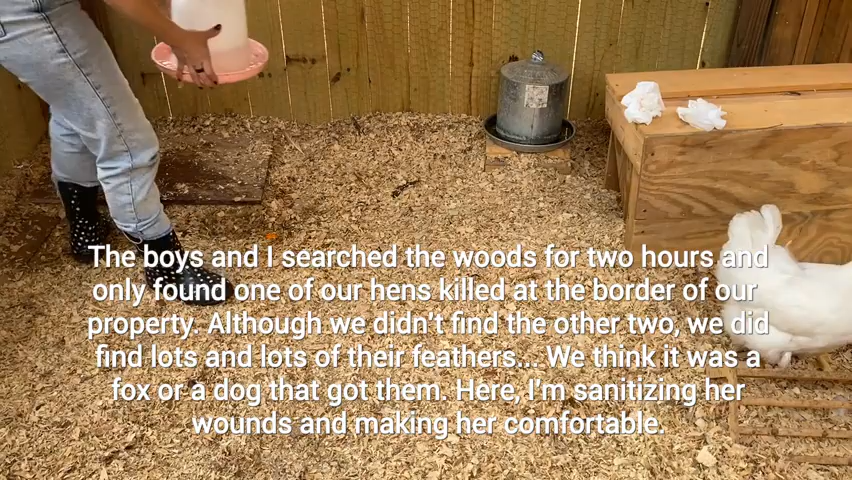 The boys and I searched the woods for two hours and
only found one of our hens killed at the border of our
property. Although we didn't find the other two, we did
find lots and lots of their feathers... We think it was a
fox or a dog that got them. Here, I'm sanitizing her
wounds and making her comfortable.